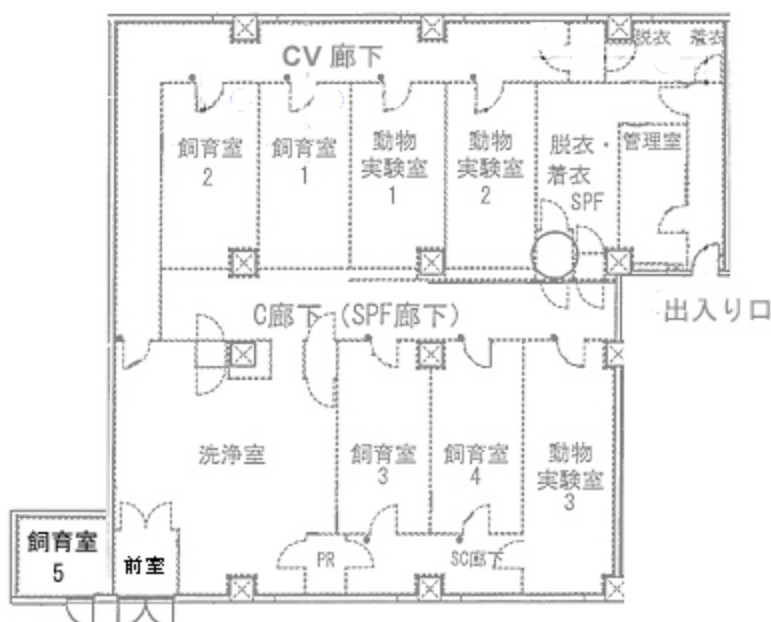 脱衣 着衣
CV 廊下
飼育室
2
飼育室
1
動物
実験室
1
動物
実験室
2
脱衣・
着衣
SPF
管理室
C廊下（SPF廊下）
出入り口
洗浄室
飼育室
3
飼育室
4
動物
実験室
3
飼育室
5
前室
PR
SC廊下